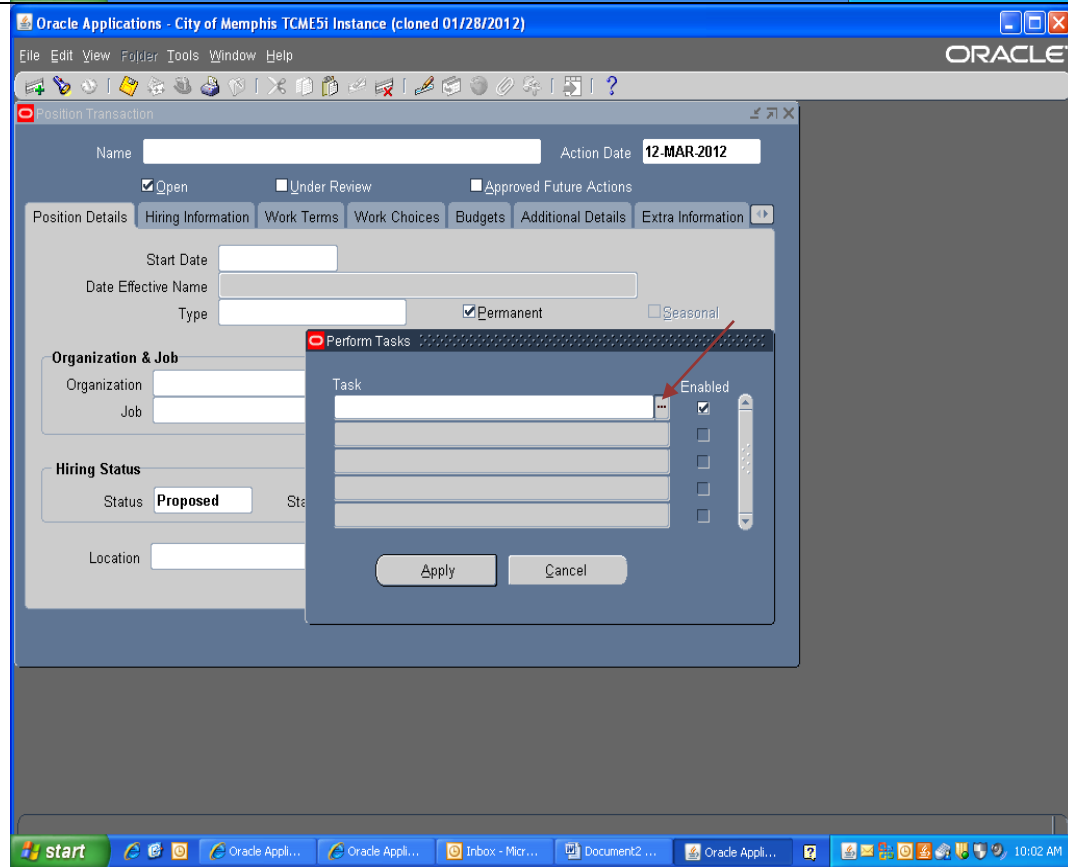 Oracle Applications - City of Memphis TCME5i Instance (cloned 01/28/2012)
File Edit View Folder Tools Window Help
ORACLE
Position Transaction
Name Action Date 12-MAR-2012
Open Under Review Approved Future Actions
Position Details Hiring Information Work Terms Work Choices Budgets Additional Details Extra Information
Start Date
Date Effective Name
Type Permanent Seasonal
Perform Tasks
Organization & Job
Task Enabled
Organization
Job
Hiring Status
Status Proposed Sta
Location
Apply Cancel
start Oracle Appli... Oracle Appli... Inbox - Micr... Document2 ... Oracle Appli... 10:02 AM